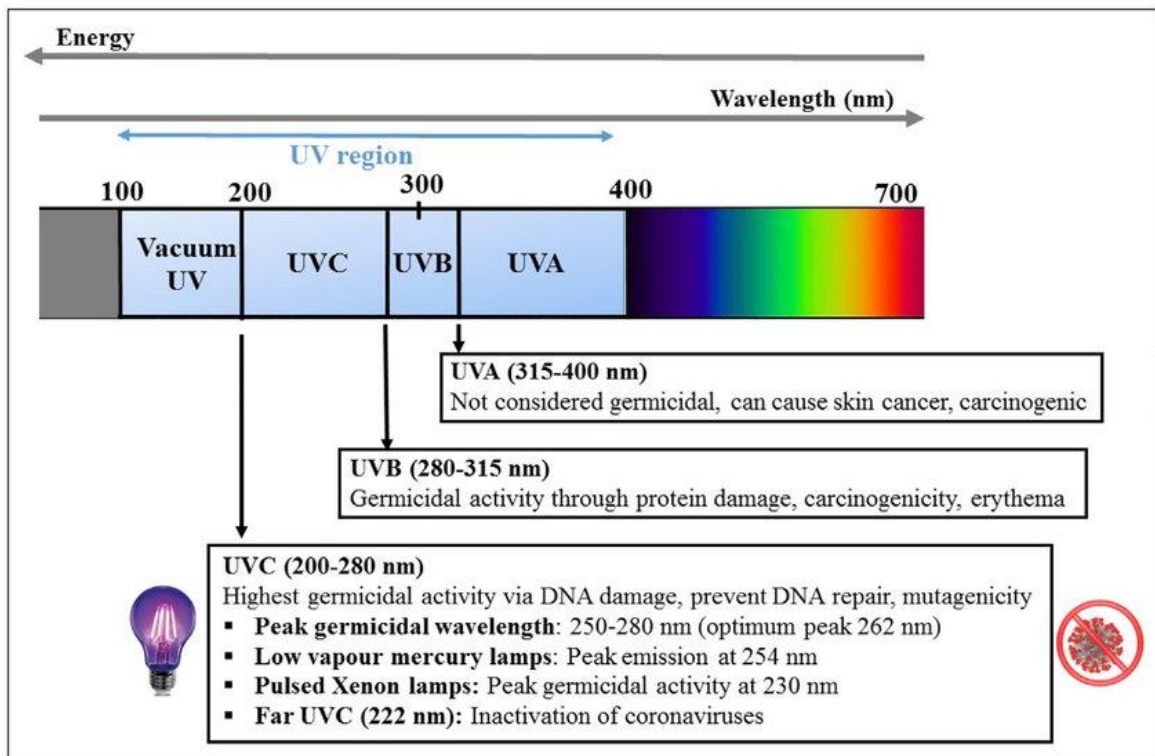 Energy
Wavelength (nm)
UV region
100 200 300 400 700
Vacuum
UV
UVC
UVB
UVA
UVA (315-400 nm)
Not considered germicidal, can cause skin cancer, carcinogenic
UVB (280-315 nm)
Germicidal activity through protein damage, carcinogenicity, erythema
UVC (200-280 nm)
Highest germicidal activity via DNA damage, prevent DNA repair, mutagenicity
▪ Peak germicidal wavelength: 250-280 nm (optimum peak 262 nm)
▪ Low vapour mercury lamps: Peak emission at 254 nm
▪ Pulsed Xenon lamps: Peak germicidal activity at 230 nm
▪ Far UVC (222 nm): Inactivation of coronaviruses